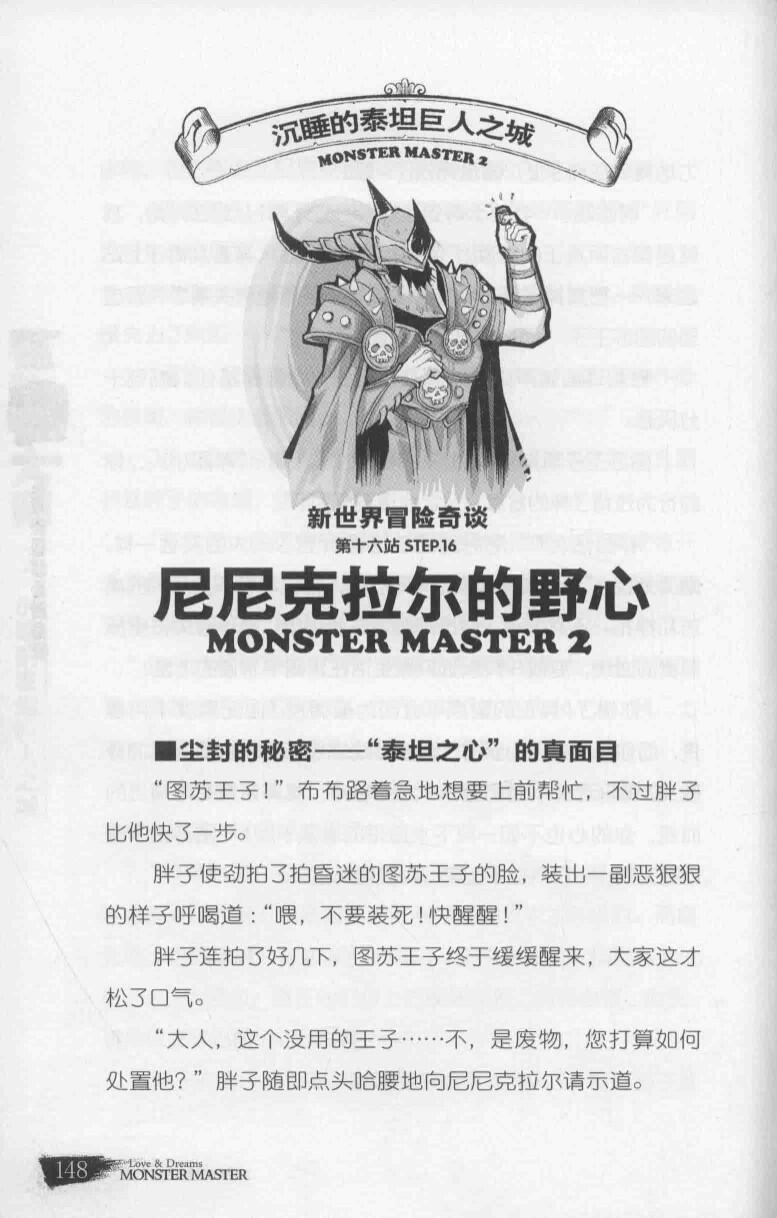 沉睡的泰坦巨人之城
MONSTER MASTER 2
新世界冒险奇谈
第十六站 STEP.16
尼尼克拉尔的野心
MONSTER MASTER 2
■尘封的秘密——“泰坦之心”的真面目
“图苏王子！”布布路着急地想要上前帮忙，不过胖子
比他快了一步。
胖子使劲拍了拍昏迷的图苏王子的脸，装出一副恶狠狠
的样子呼喝道：“喂，不要装死！快醒醒！”
胖子连拍了好几下，图苏王子终于缓缓醒来，大家这才
松了口气。
“大人，这个没用的王子……不，是废物，您打算如何
处置他？”胖子随即点头哈腰地向尼尼克拉尔请示道。
148
Love & Dreams
MONSTER MASTER